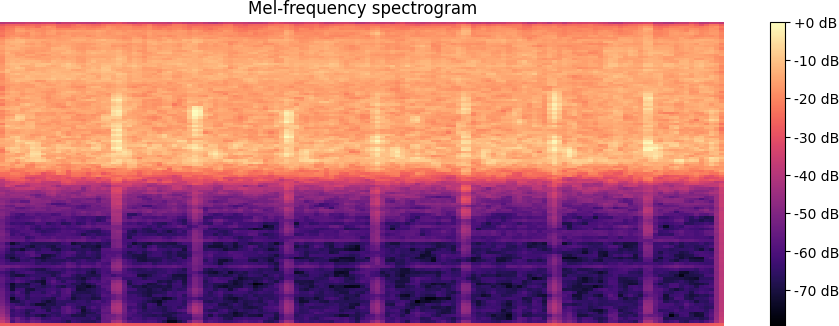 Mel-frequency spectrogram
+0 dB
-10 dB
-20 dB
-30 dB
-40 dB
-50 dB
-60 dB
-70 dB